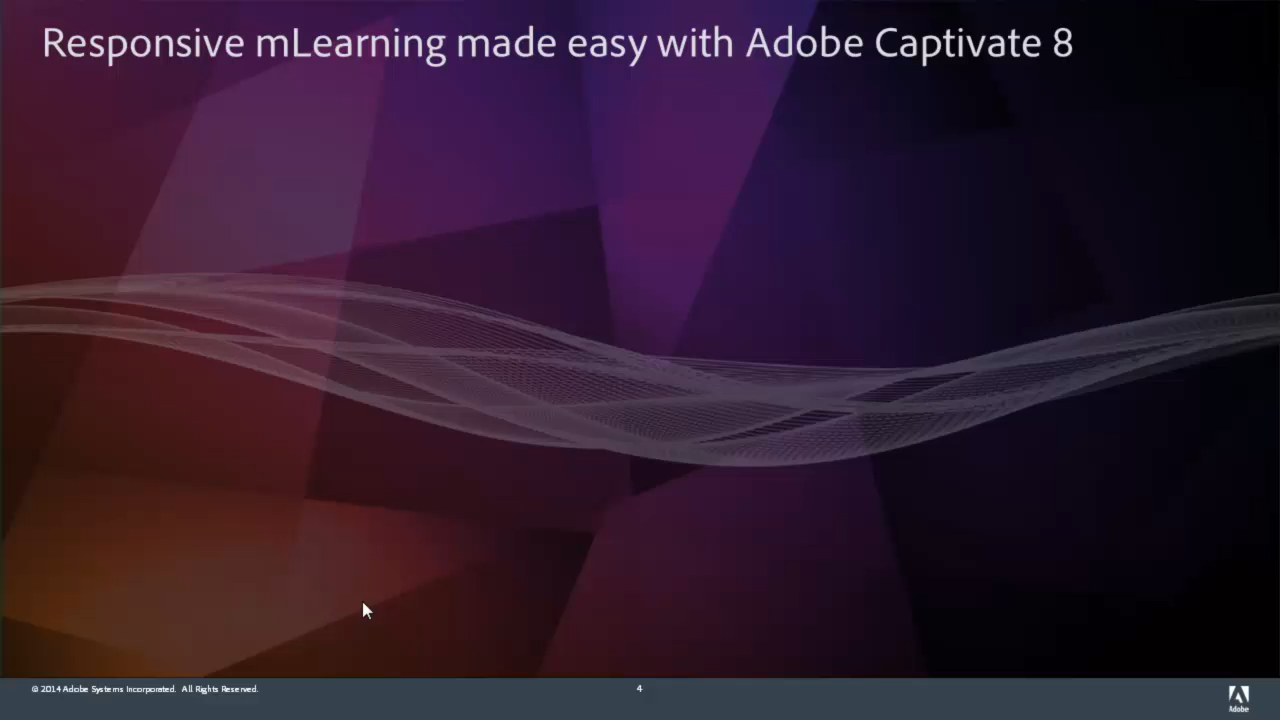 Responsive mLearning made easy with Adobe Captivate 8
© 2014 Adobe Systems Incorporated. All Rights Reserved.
4
Adobe